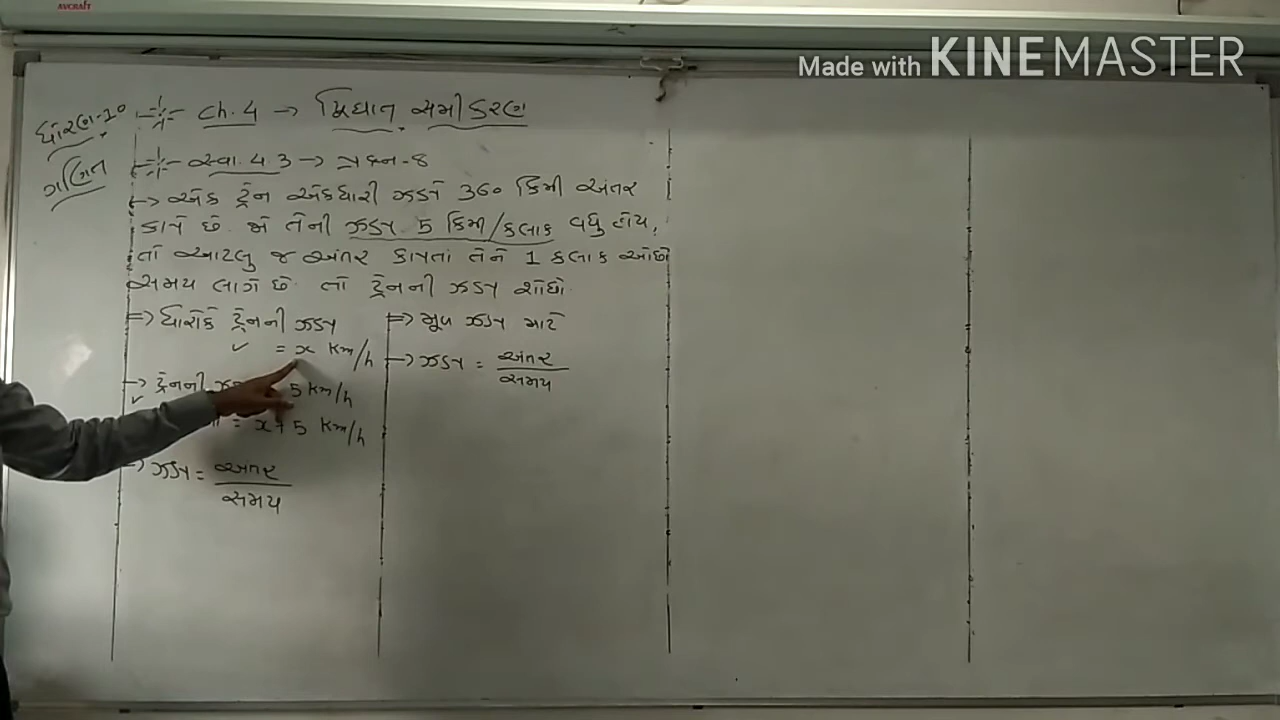 AVCRAFT
Made with KINEMASTER
ધોરણ-10
ગણિત
Ch.4 → દ્વિઘાત સમીકરણ
સ્વા. 4.3 → પ્રશ્ન-8
→ એક ટ્રેન એકધારી ઝડપે 360 કિમી અંતર
કાપે છે. જો તેની ઝડપ 5 કિમી/કલાક વધુ હોય,
તો આટલુ જ અંતર કાપતાં તેને 1 કલાક ઓછો
સમય લાગે છે. તો ટ્રેનની ઝડપ શોધો.
⇒ ધારોકે ટ્રેનની ઝડપ
✓ = x Km/h
→ ટ્રેનની
✓ 5 Km/h
= x+5 Km/h
→ ઝડપ = અંતર
સમય
⇒ મૂળ ઝડપ માટે
→ ઝડપ = અંતર
સમય